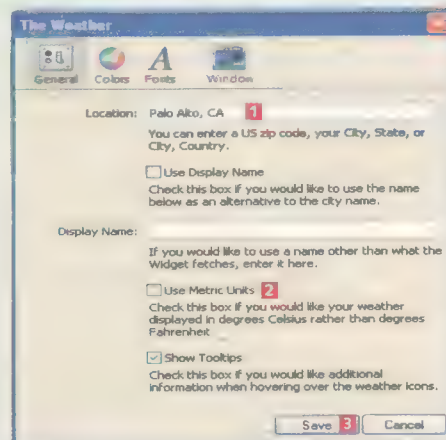 The Weather
General Colors Fonts Window
Location: Palo Alto, CA 1
You can enter a US zip code, your City, State, or
City, Country.
Use Display Name
Check this box if you would like to use the name
below as an alternative to the city name.
Display Name:
If you would like to use a name other than what the
Widget fetches, enter it here.
Use Metric Units 2
Check this box if you would like your weather
displayed in degrees Celsius rather than degrees
Fahrenheit
Show Tooltips
Check this box if you would like additional
information when hovering over the weather icons.
Save 3 Cancel